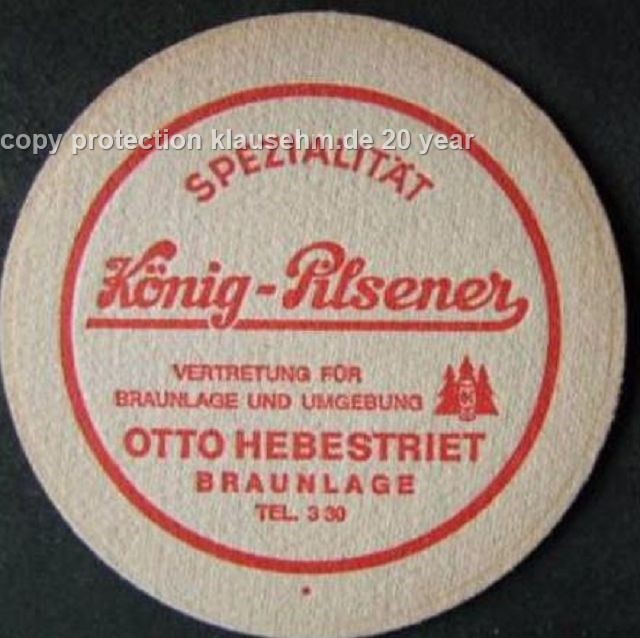 copy protection klausehm.de 20 year
SPEZIALITÄT
König-Pilsener
VERTRETUNG FÜR
BRAUNLAGE UND UMGEBUNG
OTTO HEBESTRIET
BRAUNLAGE
TEL. 3 30